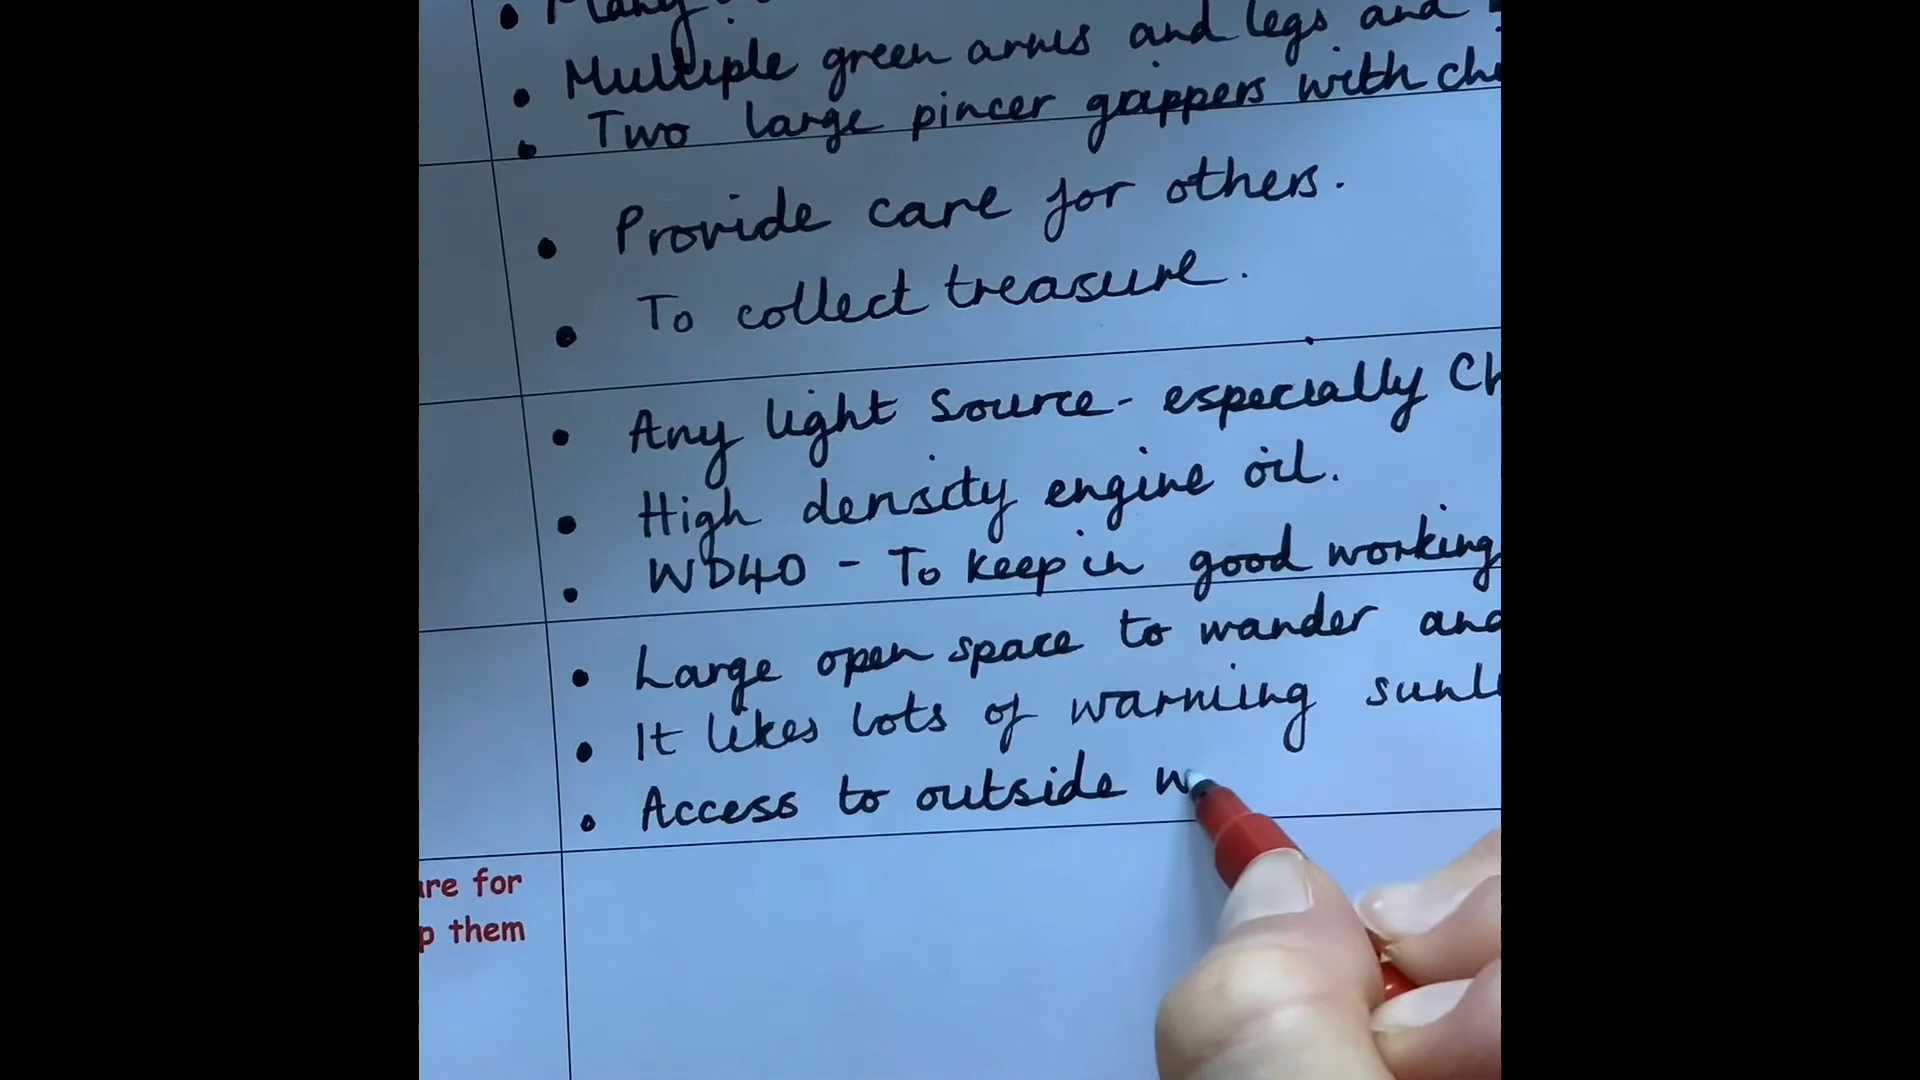 • Many
• Multiple green arms and legs and
• Two large pincer grippers with
• Provide care for others.
• To collect treasure.
• Any light source - especially
• High density engine oil.
• WD40 - To keep in good working
• Large open space to wander and
• It likes lots of warming
• Access to outside w
for
them